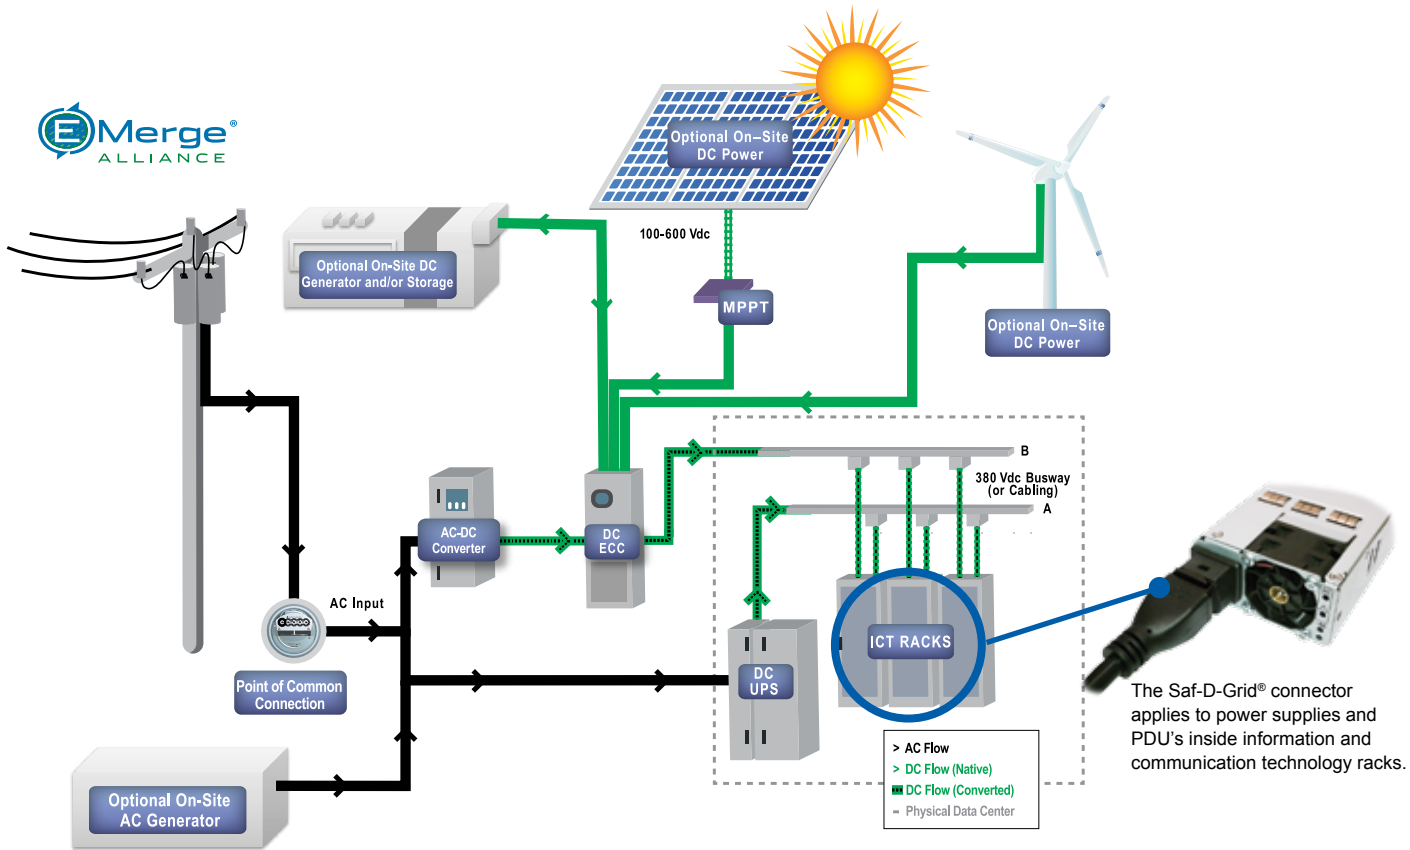 E Merge®
ALLIANCE
Optional On–Site
DC Power
100-600 Vdc
MPPT
Optional On-Site DC
Generator and/or Storage
Optional On–Site
DC Power
B
380 Vdc Busway
(or Cabling)
A
AC-DC
Converter
DC
ECC
AC Input
Point of Common
Connection
DC
UPS
ICT RACKS
Optional On-Site
AC Generator
> AC Flow
> DC Flow (Native)
DC Flow (Converted)
Physical Data Center
The Saf-D-Grid® connector
applies to power supplies and
PDU's inside information and
communication technology racks.